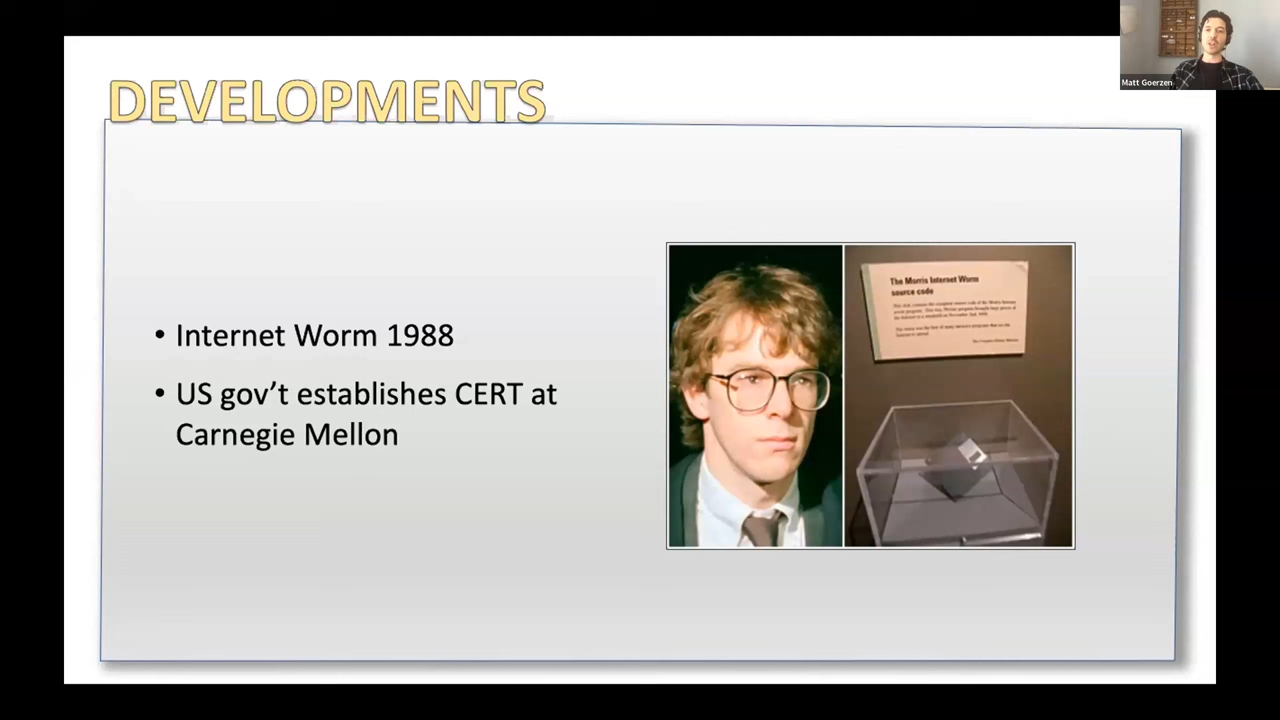 DEVELOPMENTS
Matt Goerzen
• Internet Worm 1988
• US gov’t establishes CERT at
Carnegie Mellon
The Morris Internet Worm
source code